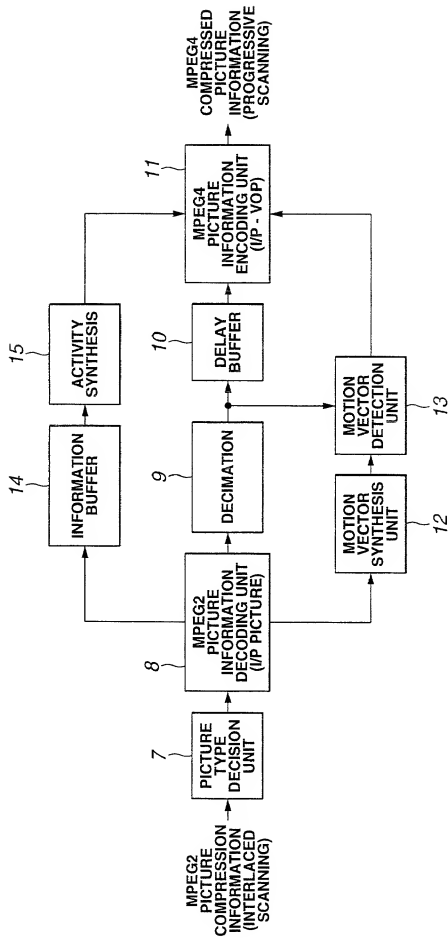 MPEG2
PICTURE
COMPRESSION
INFORMATION
(INTERLACED
SCANNING)
7
PICTURE
TYPE
DECISION
UNIT
8
MPEG2
PICTURE
INFORMATION
DECODING UNIT
(I/P PICTURE)
14
INFORMATION
BUFFER
15
ACTIVITY
SYNTHESIS
9
DECIMATION
10
DELAY
BUFFER
MOTION
VECTOR
SYNTHESIS
UNIT
12
MOTION
VECTOR
DETECTION
UNIT
13
11
MPEG4
PICTURE
INFORMATION
ENCODING UNIT
(I/P - VOP)
MPEG4
COMPRESSED
PICTURE
INFORMATION
(PROGRESSIVE
SCANNING)